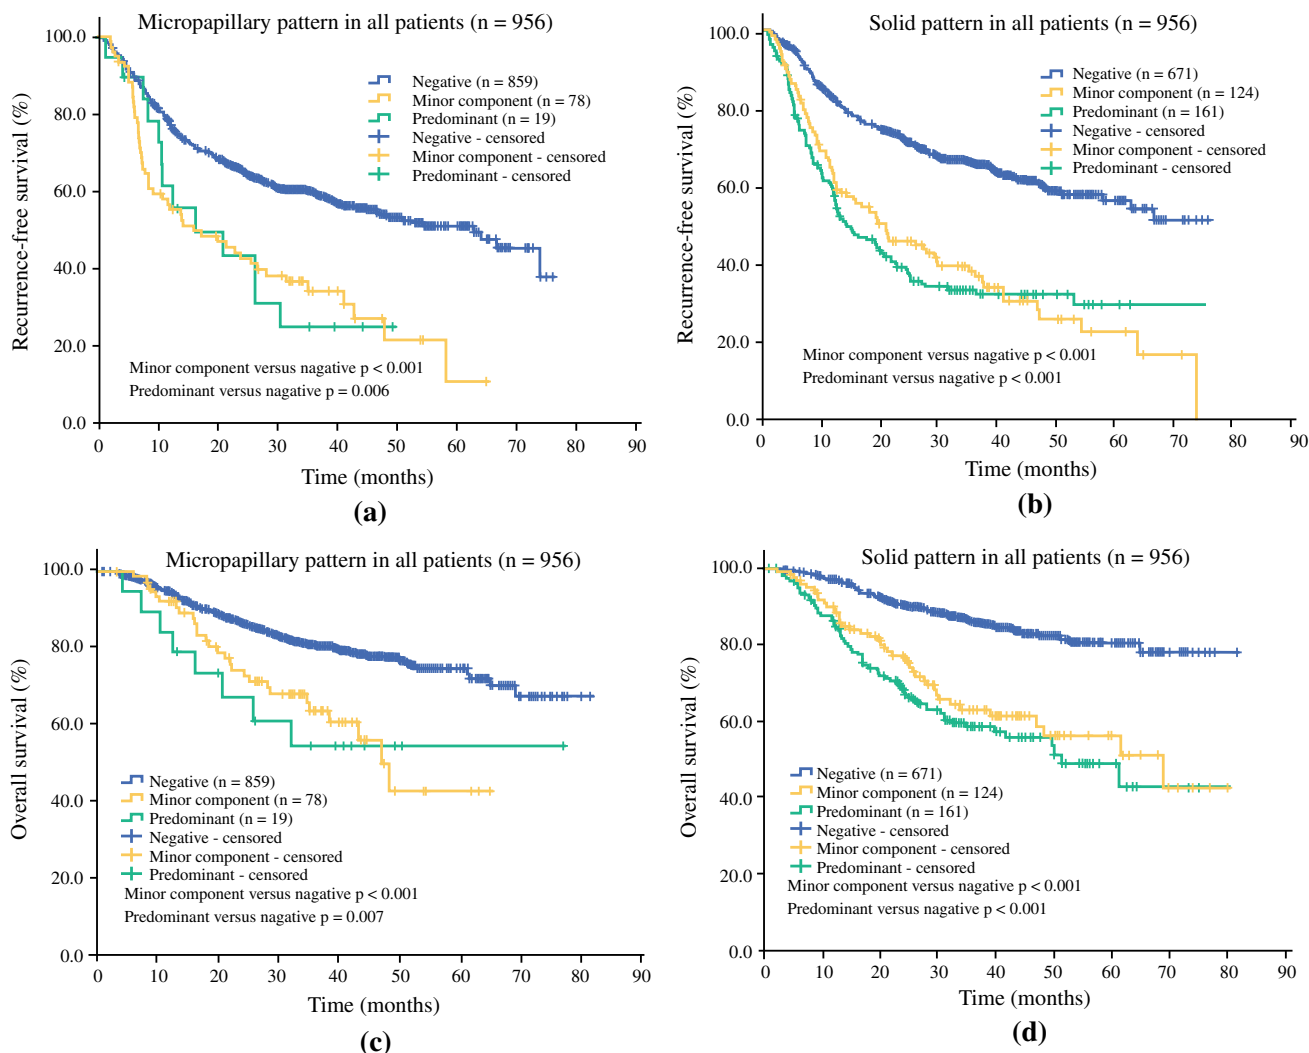 Micropapillary pattern in all patients (n = 956)
100.0
80.0
60.0
40.0
20.0
0.0
Recurrence-free survival (%)
Negative (n = 859)
Minor component (n = 78)
Predominant (n = 19)
Negative - censored
Minor component - censored
Predominant - censored
Minor component versus nagative p < 0.001
Predominant versus nagative p = 0.006
0 10 20 30 40 50 60 70 80 90
Time (months)
(a)
Solid pattern in all patients (n = 956)
100.0
80.0
60.0
40.0
20.0
0.0
Recurrence-free survival (%)
Negative (n = 671)
Minor component (n = 124)
Predominant (n = 161)
Negative - censored
Minor component - censored
Predominant - censored
Minor component versus nagative p < 0.001
Predominant versus nagative p < 0.001
0 10 20 30 40 50 60 70 80 90
Time (months)
(b)
Micropapillary pattern in all patients (n = 956)
100.0
80.0
60.0
40.0
20.0
0.0
Overall survival (%)
Negative (n = 859)
Minor component (n = 78)
Predominant (n = 19)
Negative - censored
Minor component - censored
Predominant - censored
Minor component versus nagative p < 0.001
Predominant versus nagative p = 0.007
0 10 20 30 40 50 60 70 80 90
Time (months)
(c)
Solid pattern in all patients (n = 956)
100.0
80.0
60.0
40.0
20.0
0.0
Overall survival (%)
Negative (n = 671)
Minor component (n = 124)
Predominant (n = 161)
Negative - censored
Minor component - censored
Predominant - censored
Minor component versus nagative p < 0.001
Predominant versus nagative p < 0.001
0 10 20 30 40 50 60 70 80 90
Time (months)
(d)